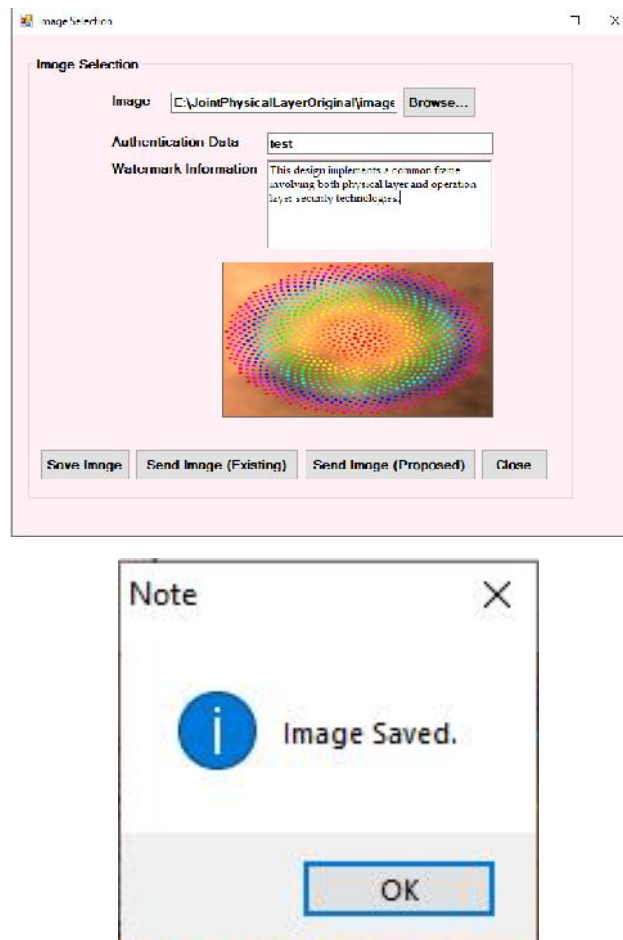 Image Selection
Image Selection
Image E:\JointPhysicalLayerOriginal\image Browse...
Authentication Data test
Watermark Information This design implements a common frame
involving both physical layer and operation
layer security technologies.
Save Image Send Image (Existing) Send Image (Proposed) Close
Note
Image Saved.
OK